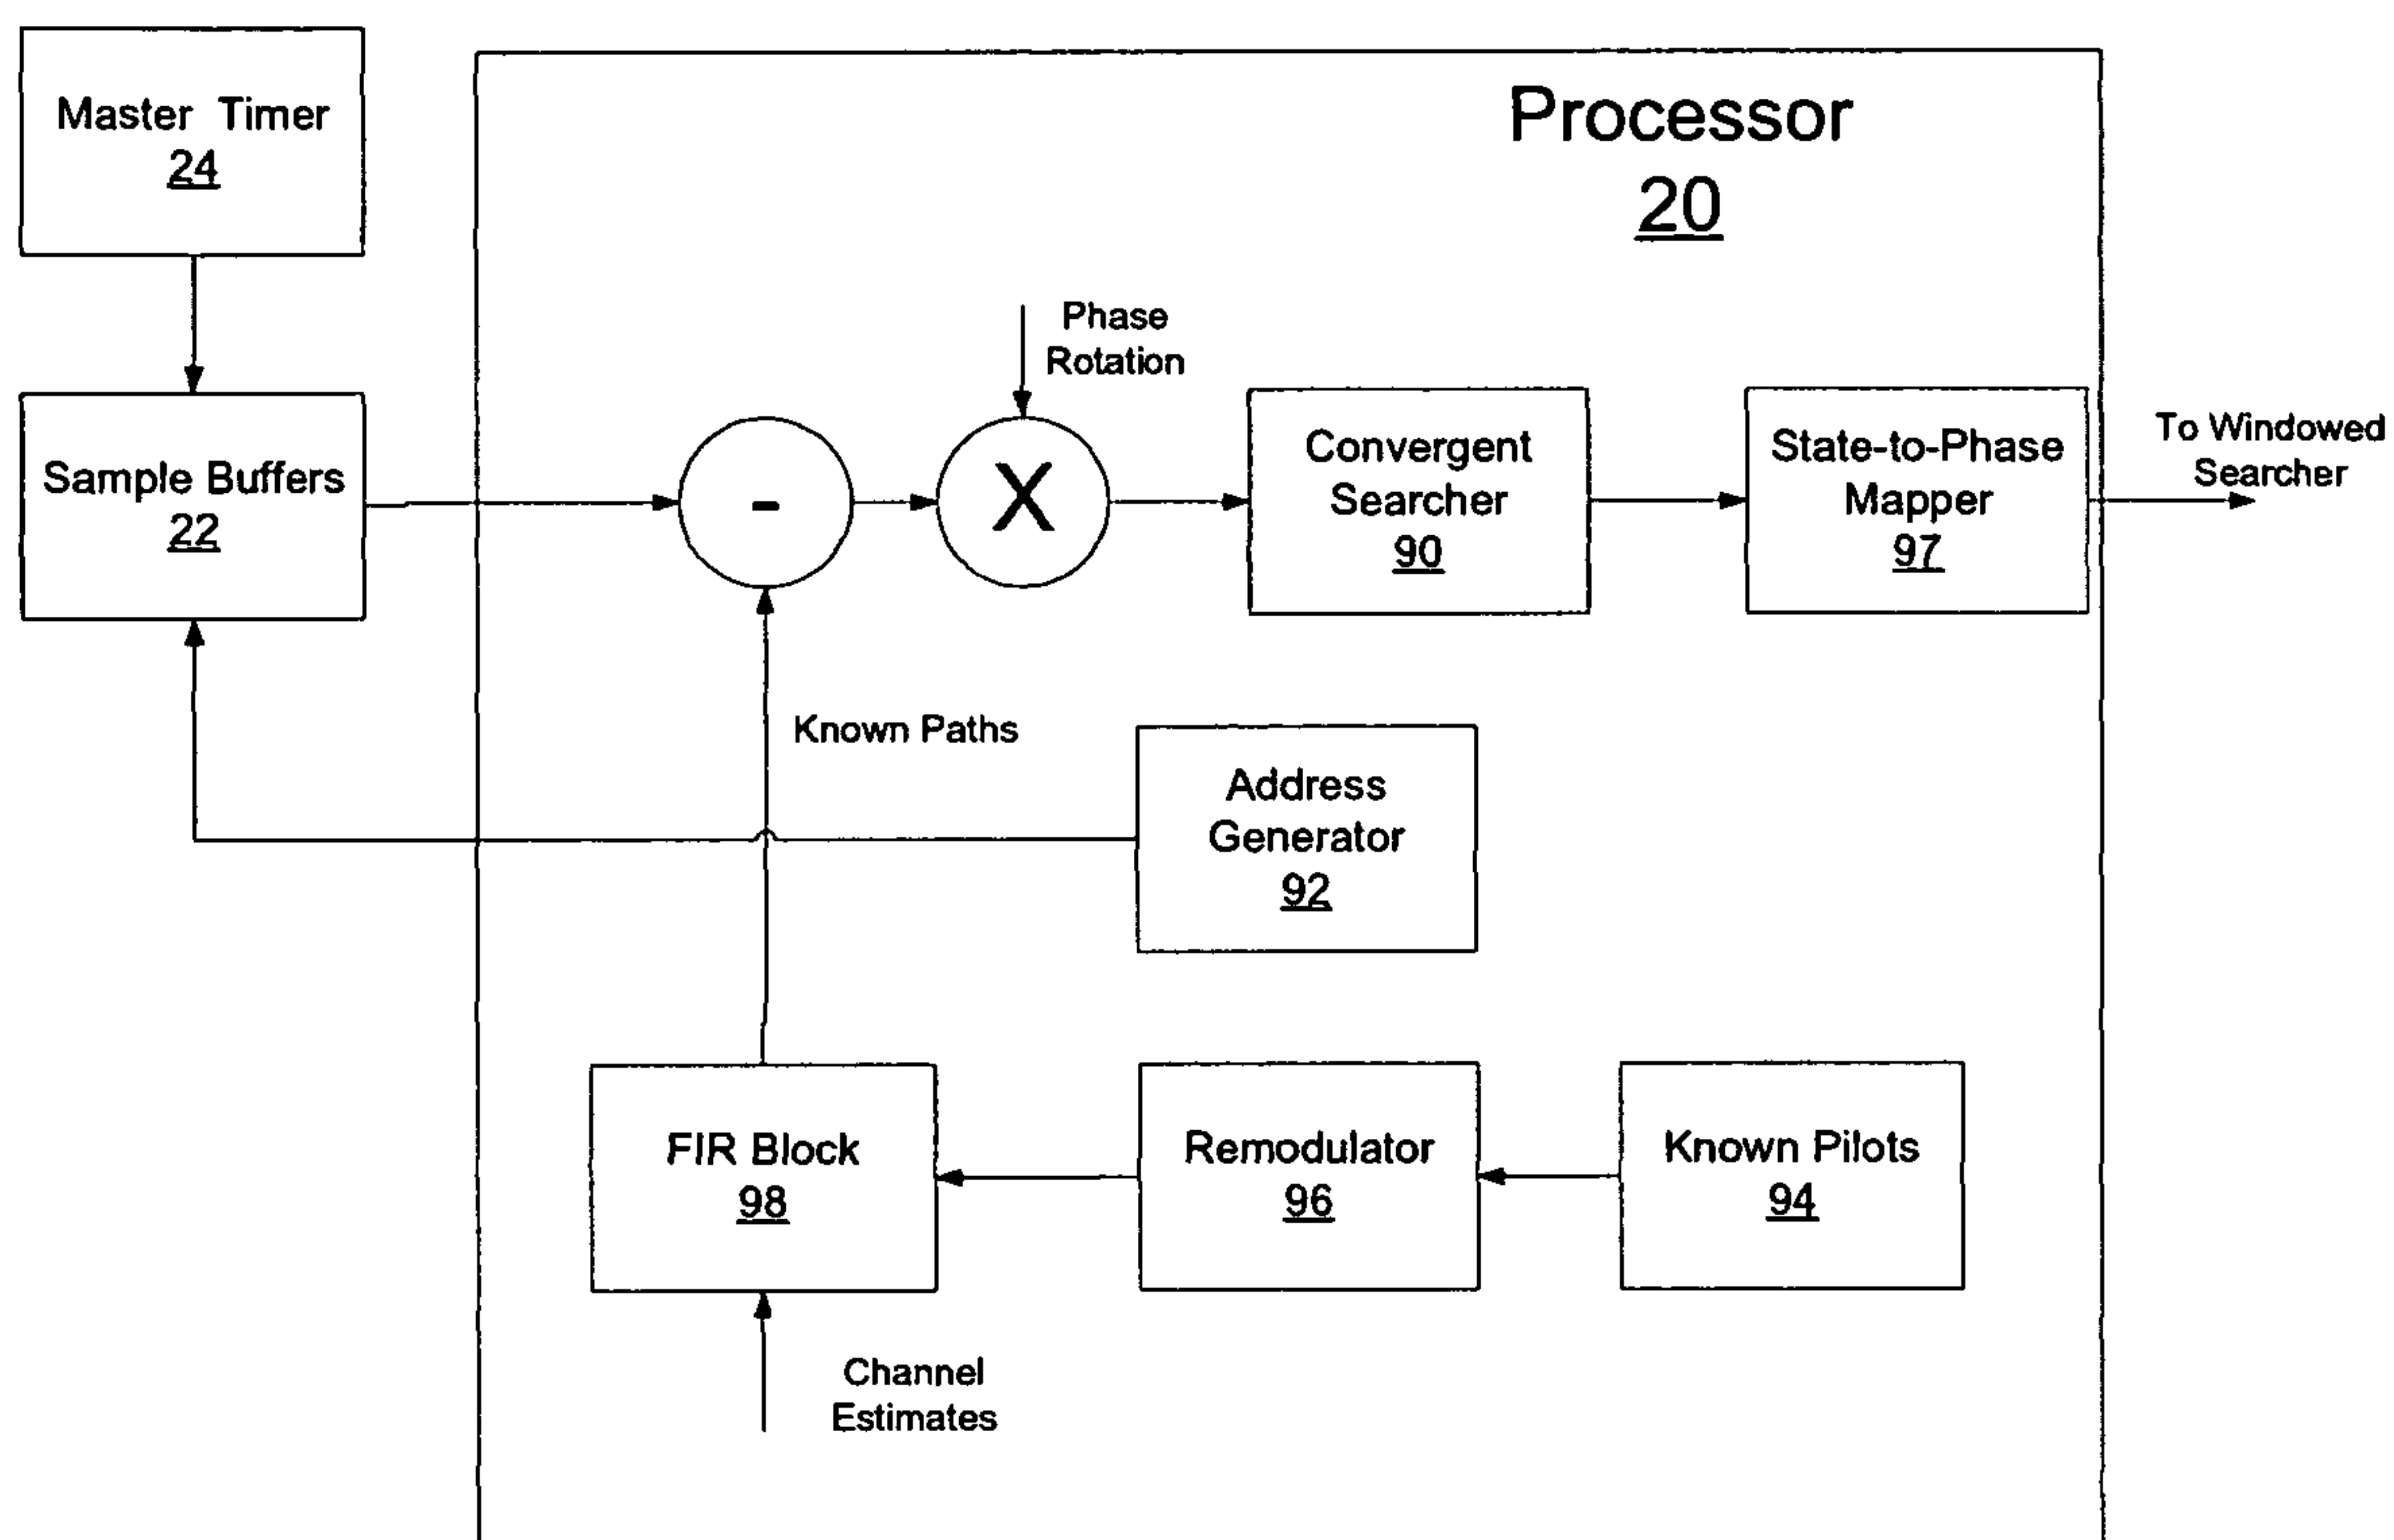 Master Timer
24
Processor
20
Phase
Rotation
Sample Buffers
22
-
X
Convergent
Searcher
90
State-to-Phase
Mapper
97
To Windowed
Searcher
Known Paths
Address
Generator
92
FIR Block
98
Remodulator
96
Known Pilots
94
Channel
Estimates